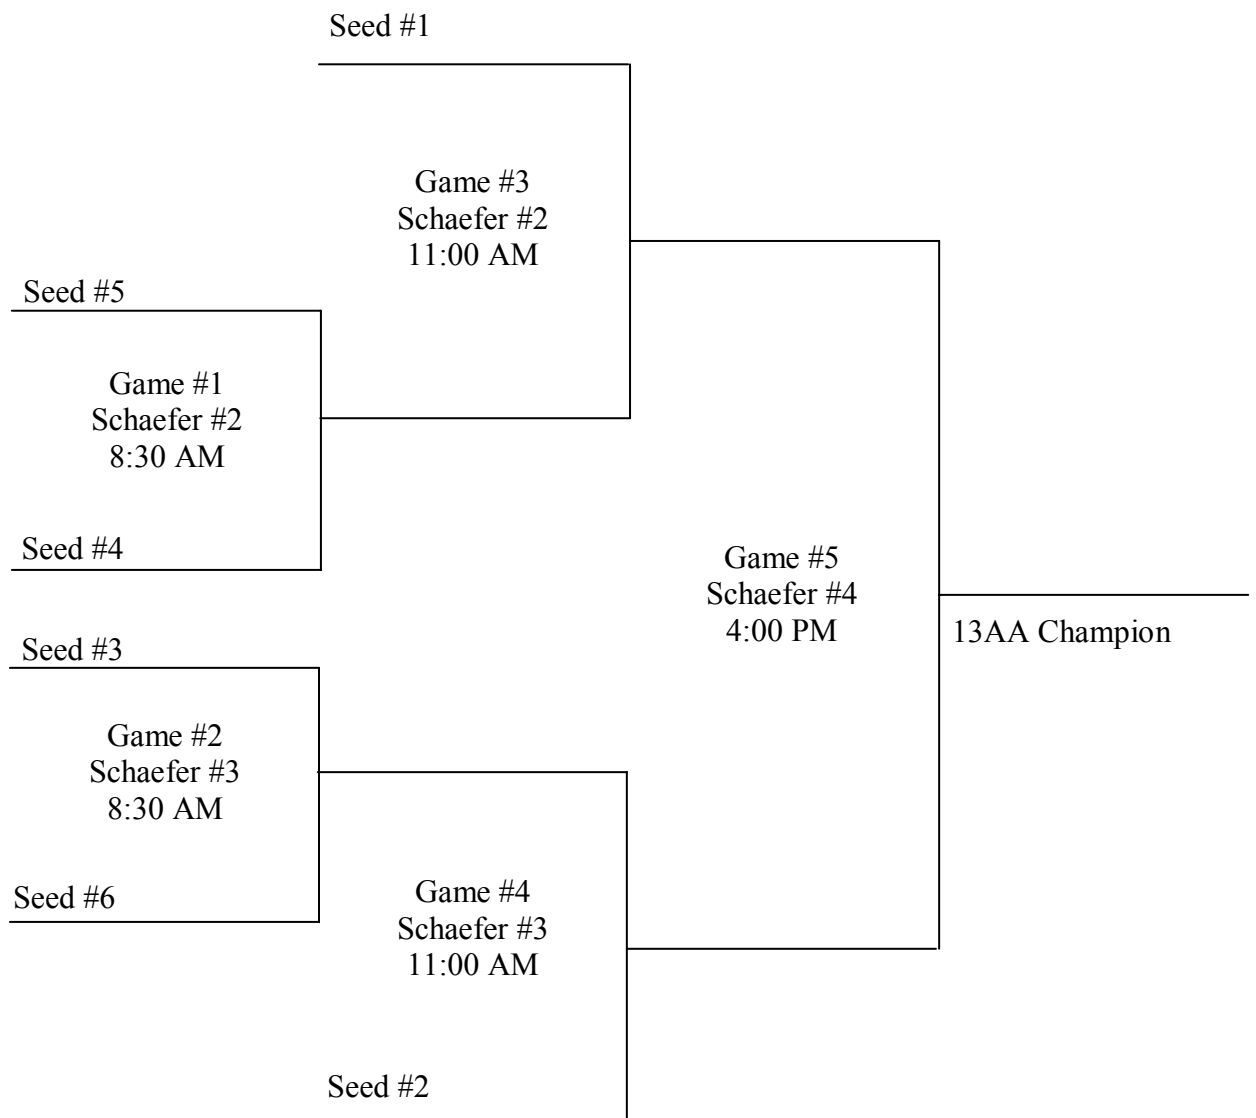 Seed #1
Game #3
Schaefer #2
11:00 AM
Seed #5
Game #1
Schaefer #2
8:30 AM
Seed #4
Game #5
Schaefer #4
4:00 PM
13AA Champion
Seed #3
Game #2
Schaefer #3
8:30 AM
Seed #6
Game #4
Schaefer #3
11:00 AM
Seed #2